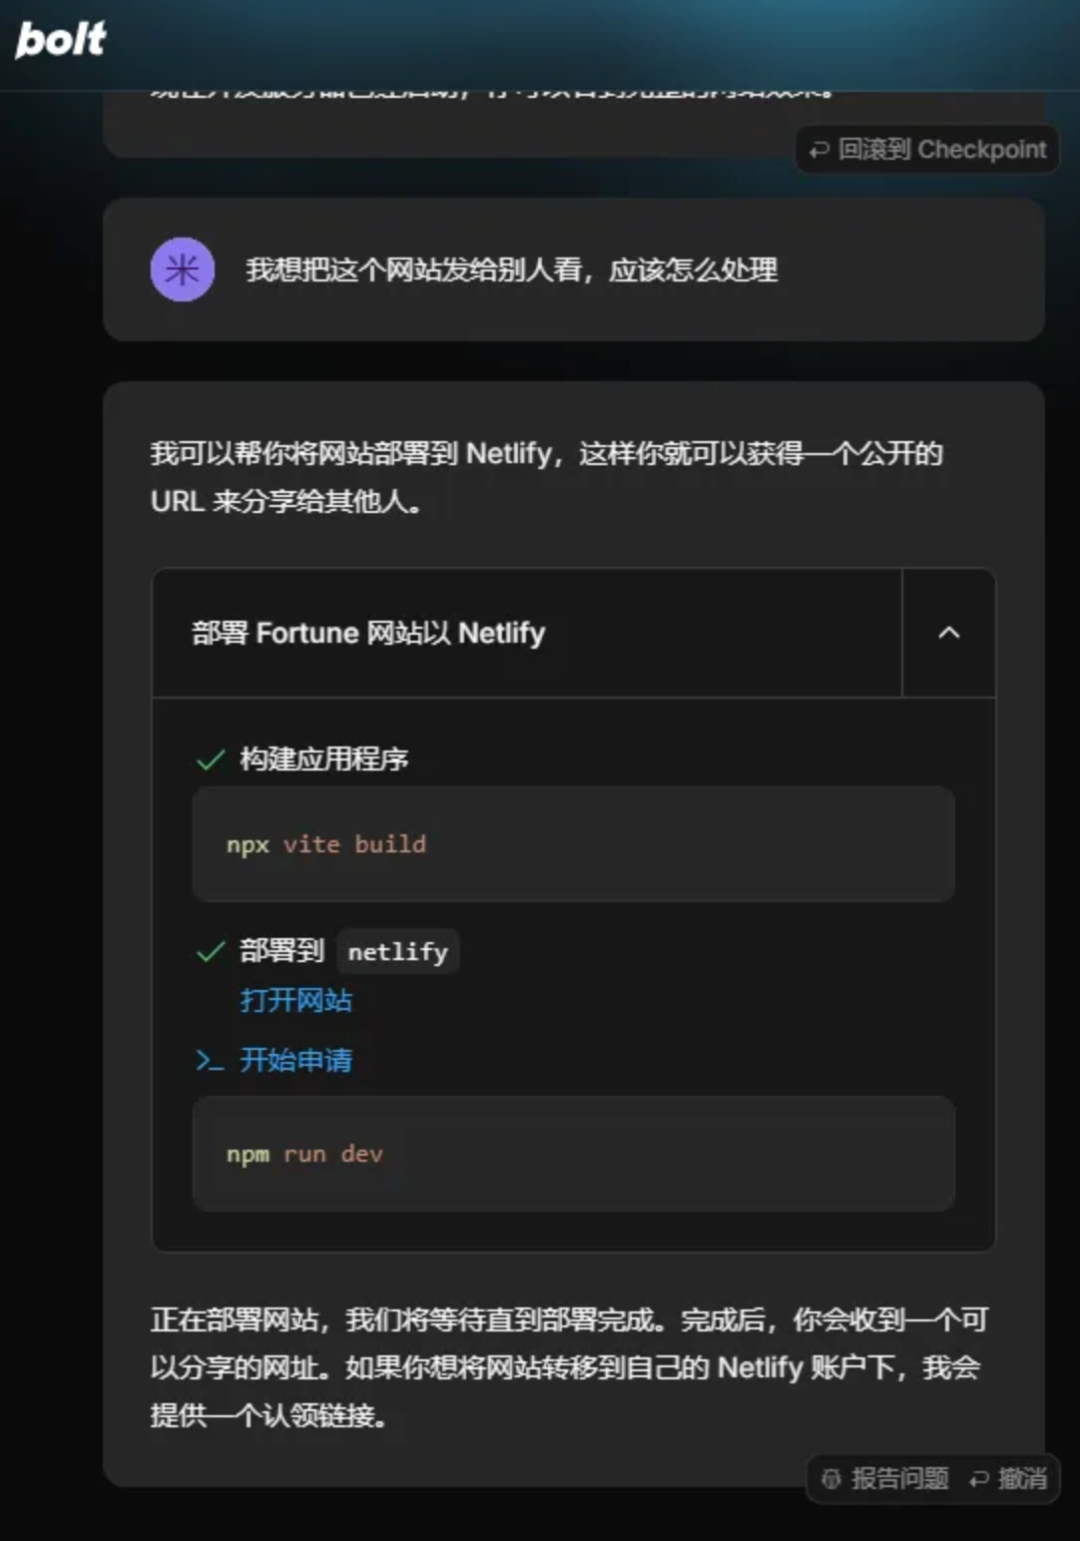 bolt
回滚到 Checkpoint
米
我想把这个网站发给别人看，应该怎么处理
我可以帮你将网站部署到 Netlify，这样你就可以获得一个公开的
URL 来分享给其他人。
部署 Fortune 网站以 Netlify
构建应用程序
npx vite build
部署到 netlify
打开网站
>_ 开始申请
npm run dev
正在部署网站，我们将等待直到部署完成。完成后，你会收到一个可
以分享的网址。如果你想将网站转移到自己的 Netlify 账户下，我会
提供一个认领链接。
报告问题 撤消